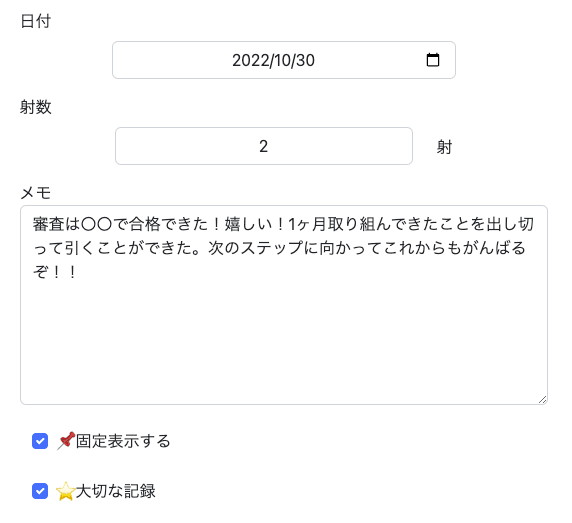 日付
2022/10/30
射数
2 射
メモ
審査は〇〇で合格できた！嬉しい！1ヶ月取り組んできたことを出し切
って引くことができた。次のステップに向かってこれからもがんばる
ぞ！！
📌固定表示する
⭐大切な記録